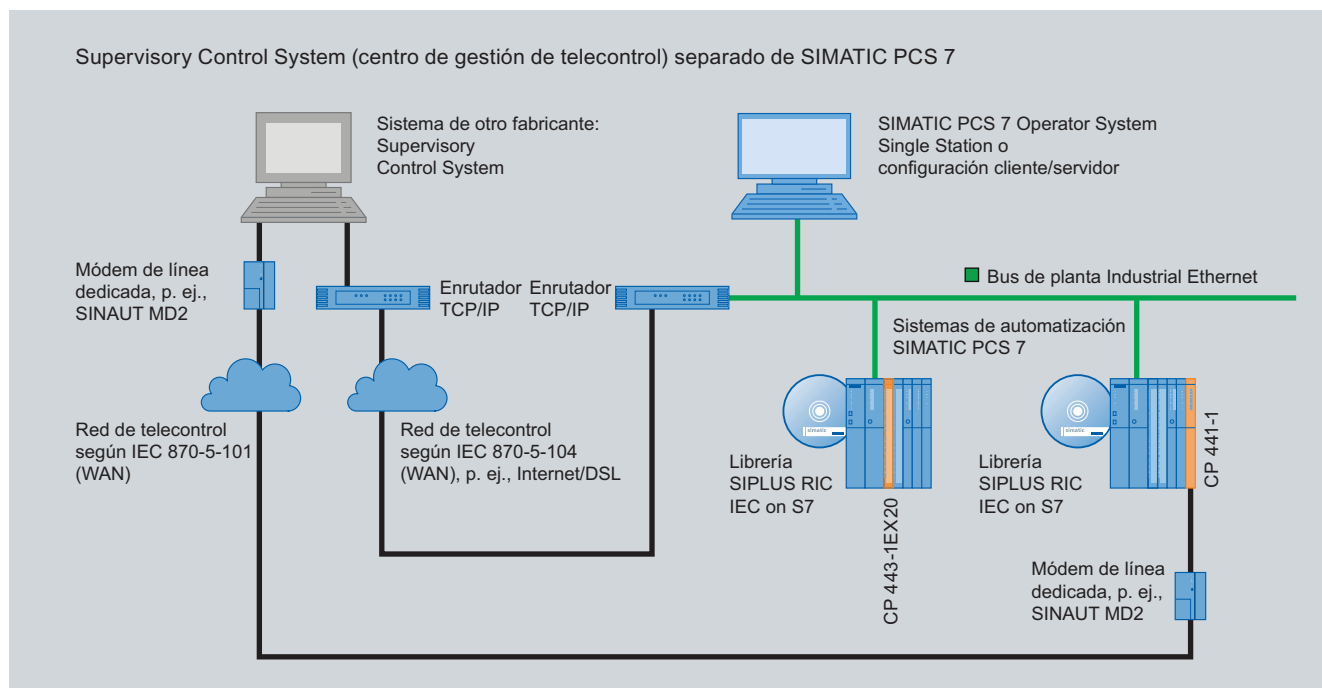 Supervisory Control System (centro de gestión de telecontrol) separado de SIMATIC PCS 7
Sistema de otro fabricante:
Supervisory
Control System
SIMATIC PCS 7 Operator System
Single Station o
configuración cliente/servidor
Módem de línea
dedicada, p. ej.,
SINAUT MD2
Enrutador
TCP/IP
Enrutador
TCP/IP
Bus de planta Industrial Ethernet
Sistemas de automatización
SIMATIC PCS 7
Red de telecontrol
según IEC 870-5-101
(WAN)
Red de telecontrol
según IEC 870-5-104
(WAN), p. ej., Internet/DSL
simatic
Librería
SIPLUS RIC
IEC on S7
CP 443-1EX20
simatic
Librería
SIPLUS RIC
IEC on S7
CP 441-1
Módem de línea
dedicada, p. ej.,
SINAUT MD2